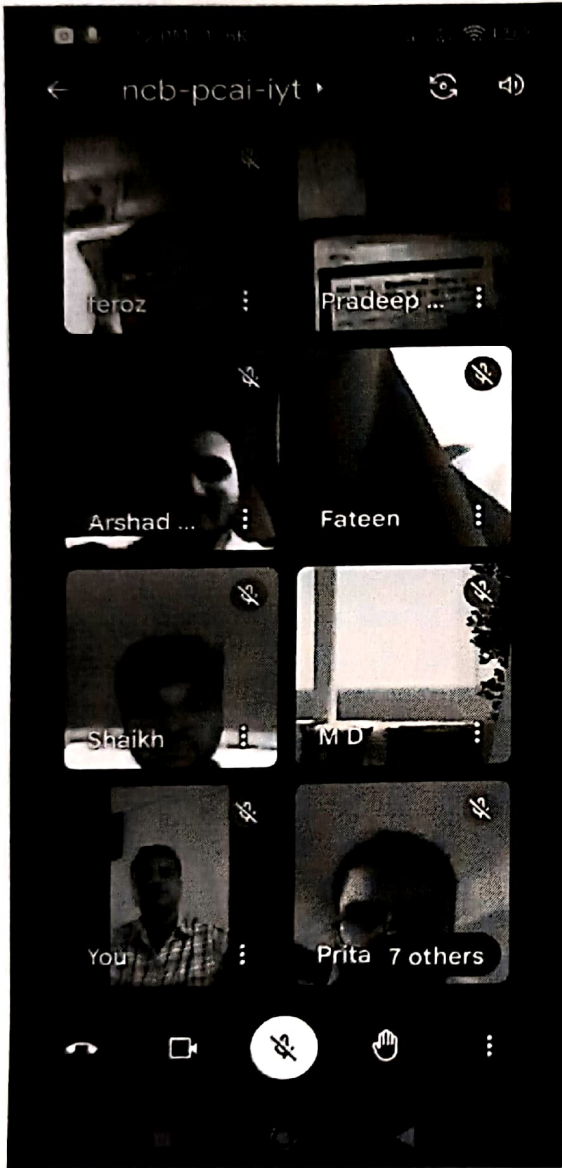 ncb-pcai-iyt
feroz
Pradeep ...
Arshad ...
Fateen
Shaikh
M D
You
Prita 7 others